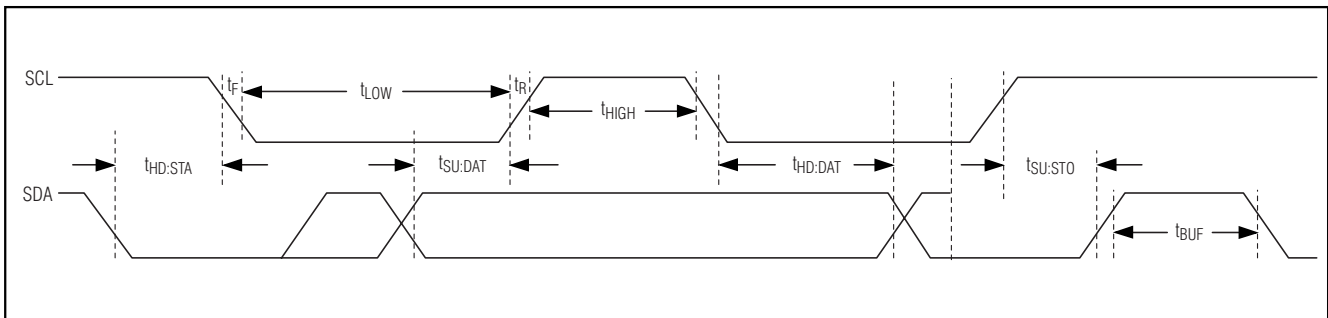 SCL
tF
tLOW
tR
tHIGH
tHD:STA
tSU:DAT
tHD:DAT
tSU:STO
SDA
tBUF